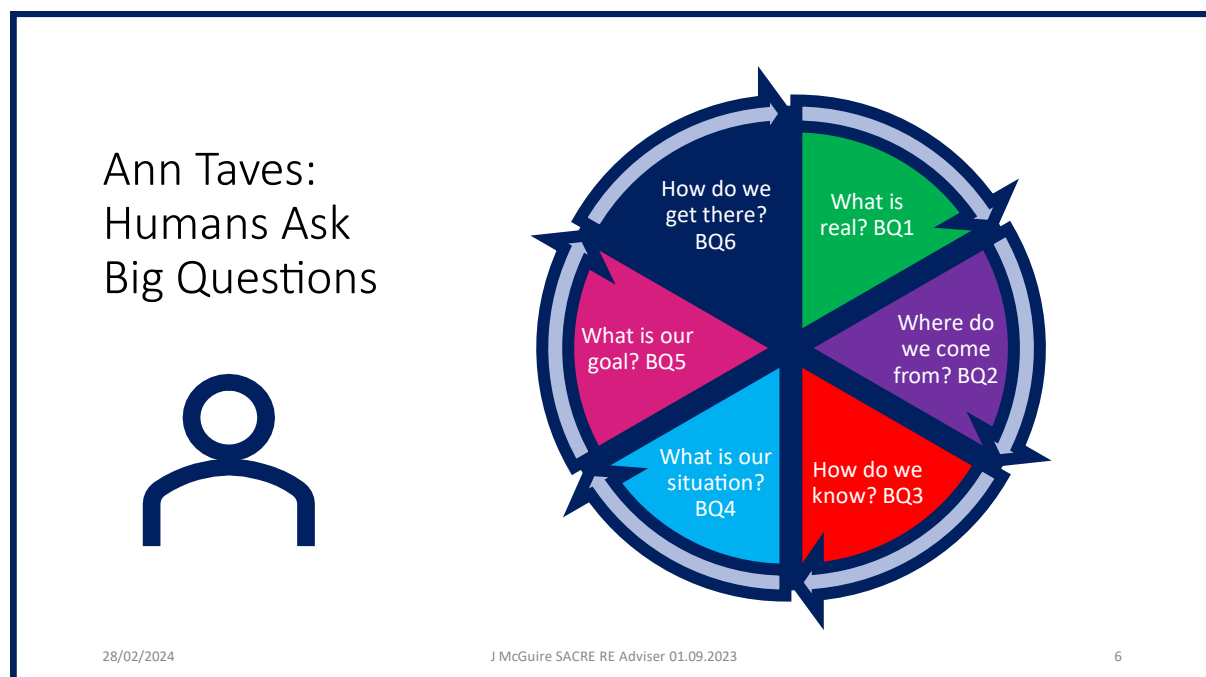 Ann Taves:
Humans Ask
Big Questions
What is
real? BQ1
Where do
we come
from? BQ2
How do we
know? BQ3
What is our
situation?
BQ4
What is our
goal? BQ5
How do we
get there?
BQ6
28/02/2024
J McGuire SACRE RE Adviser 01.09.2023
6